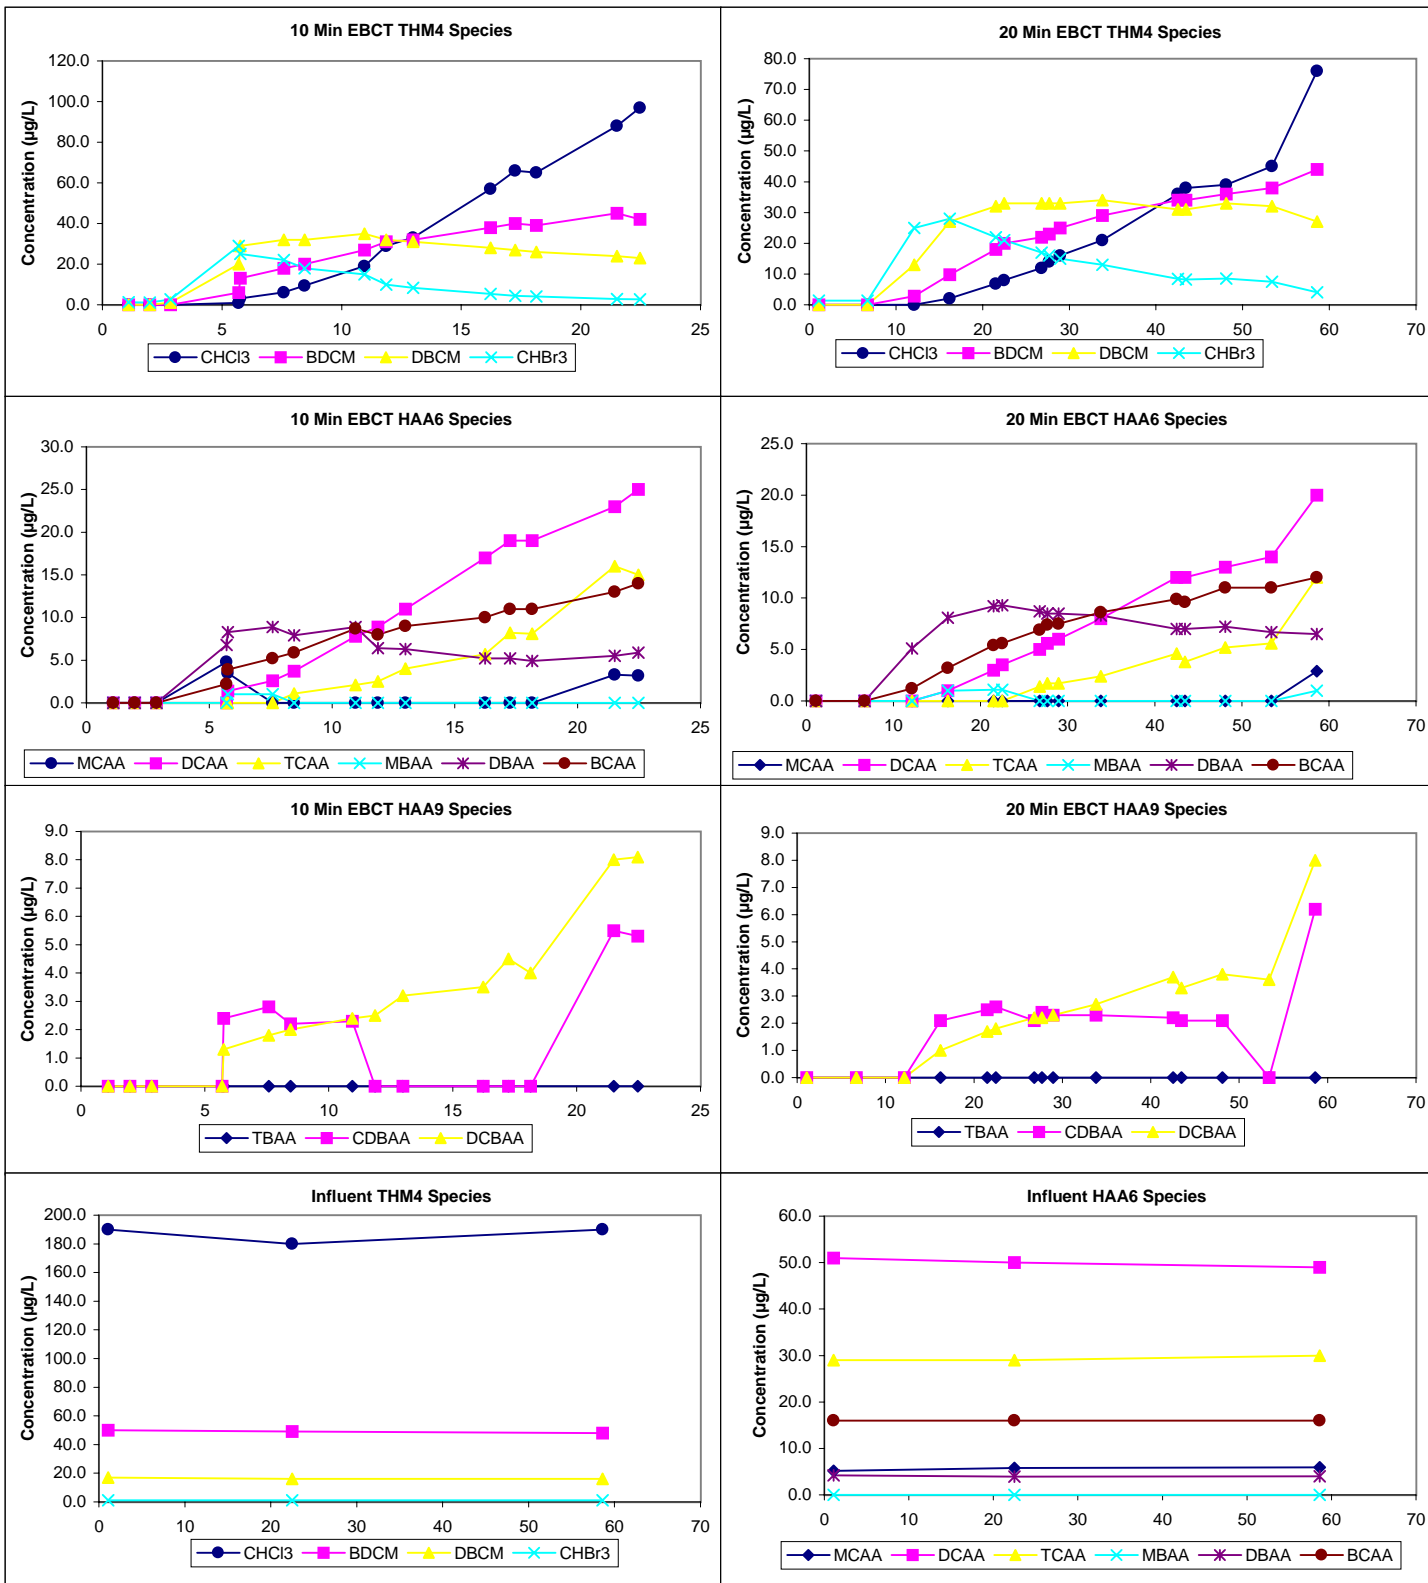 10 Min EBCT THM4 Species
Concentration (µg/L)
120.0
100.0
80.0
60.0
40.0
20.0
0.0
0 5 10 15 20 25
CHCl3 BDCM DBCM CHBr3
20 Min EBCT THM4 Species
Concentration (µg/L)
80.0
70.0
60.0
50.0
40.0
30.0
20.0
10.0
0.0
0 10 20 30 40 50 60 70
CHCl3 BDCM DBCM CHBr3
10 Min EBCT HAA6 Species
Concentration (µg/L)
30.0
25.0
20.0
15.0
10.0
5.0
0.0
0 5 10 15 20 25
MCAA DCAA TCAA MBAA DBAA BCAA
20 Min EBCT HAA6 Species
Concentration (µg/L)
25.0
20.0
15.0
10.0
5.0
0.0
0 10 20 30 40 50 60 70
MCAA DCAA TCAA MBAA DBAA BCAA
10 Min EBCT HAA9 Species
Concentration (µg/L)
9.0
8.0
7.0
6.0
5.0
4.0
3.0
2.0
1.0
0.0
0 5 10 15 20 25
TBAA CDBAA DCBAA
20 Min EBCT HAA9 Species
Concentration (µg/L)
9.0
8.0
7.0
6.0
5.0
4.0
3.0
2.0
1.0
0.0
0 10 20 30 40 50 60 70
TBAA CDBAA DCBAA
Influent THM4 Species
Concentration (µg/L)
200.0
180.0
160.0
140.0
120.0
100.0
80.0
60.0
40.0
20.0
0.0
0 10 20 30 40 50 60 70
CHCl3 BDCM DBCM CHBr3
Influent HAA6 Species
Concentration (µg/L)
60.0
50.0
40.0
30.0
20.0
10.0
0.0
0 10 20 30 40 50 60 70
MCAA DCAA TCAA MBAA DBAA BCAA